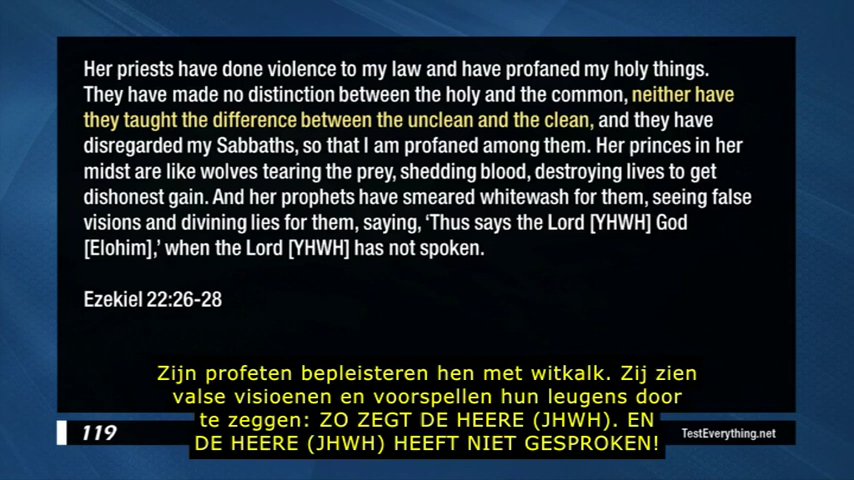 Her priests have done violence to my law and have profaned my holy things.
They have made no distinction between the holy and the common, neither have
they taught the difference between the unclean and the clean, and they have
disregarded my Sabbaths, so that I am profaned among them. Her princes in her
midst are like wolves tearing the prey, shedding blood, destroying lives to get
dishonest gain. And her prophets have smeared whitewash for them, seeing false
visions and divining lies for them, saying, ‘Thus says the Lord [YHWH] God
[Elohim],’ when the Lord [YHWH] has not spoken.
Ezekiel 22:26-28
Zijn profeten bepleisteren hen met witkalk. Zij zien
valse visioenen en voorspellen hun leugens door
te zeggen: ZO ZEGT DE HEERE (JHWH). EN
DE HEERE (JHWH) HEEFT NIET GESPROKEN!
119
TestEverything.net